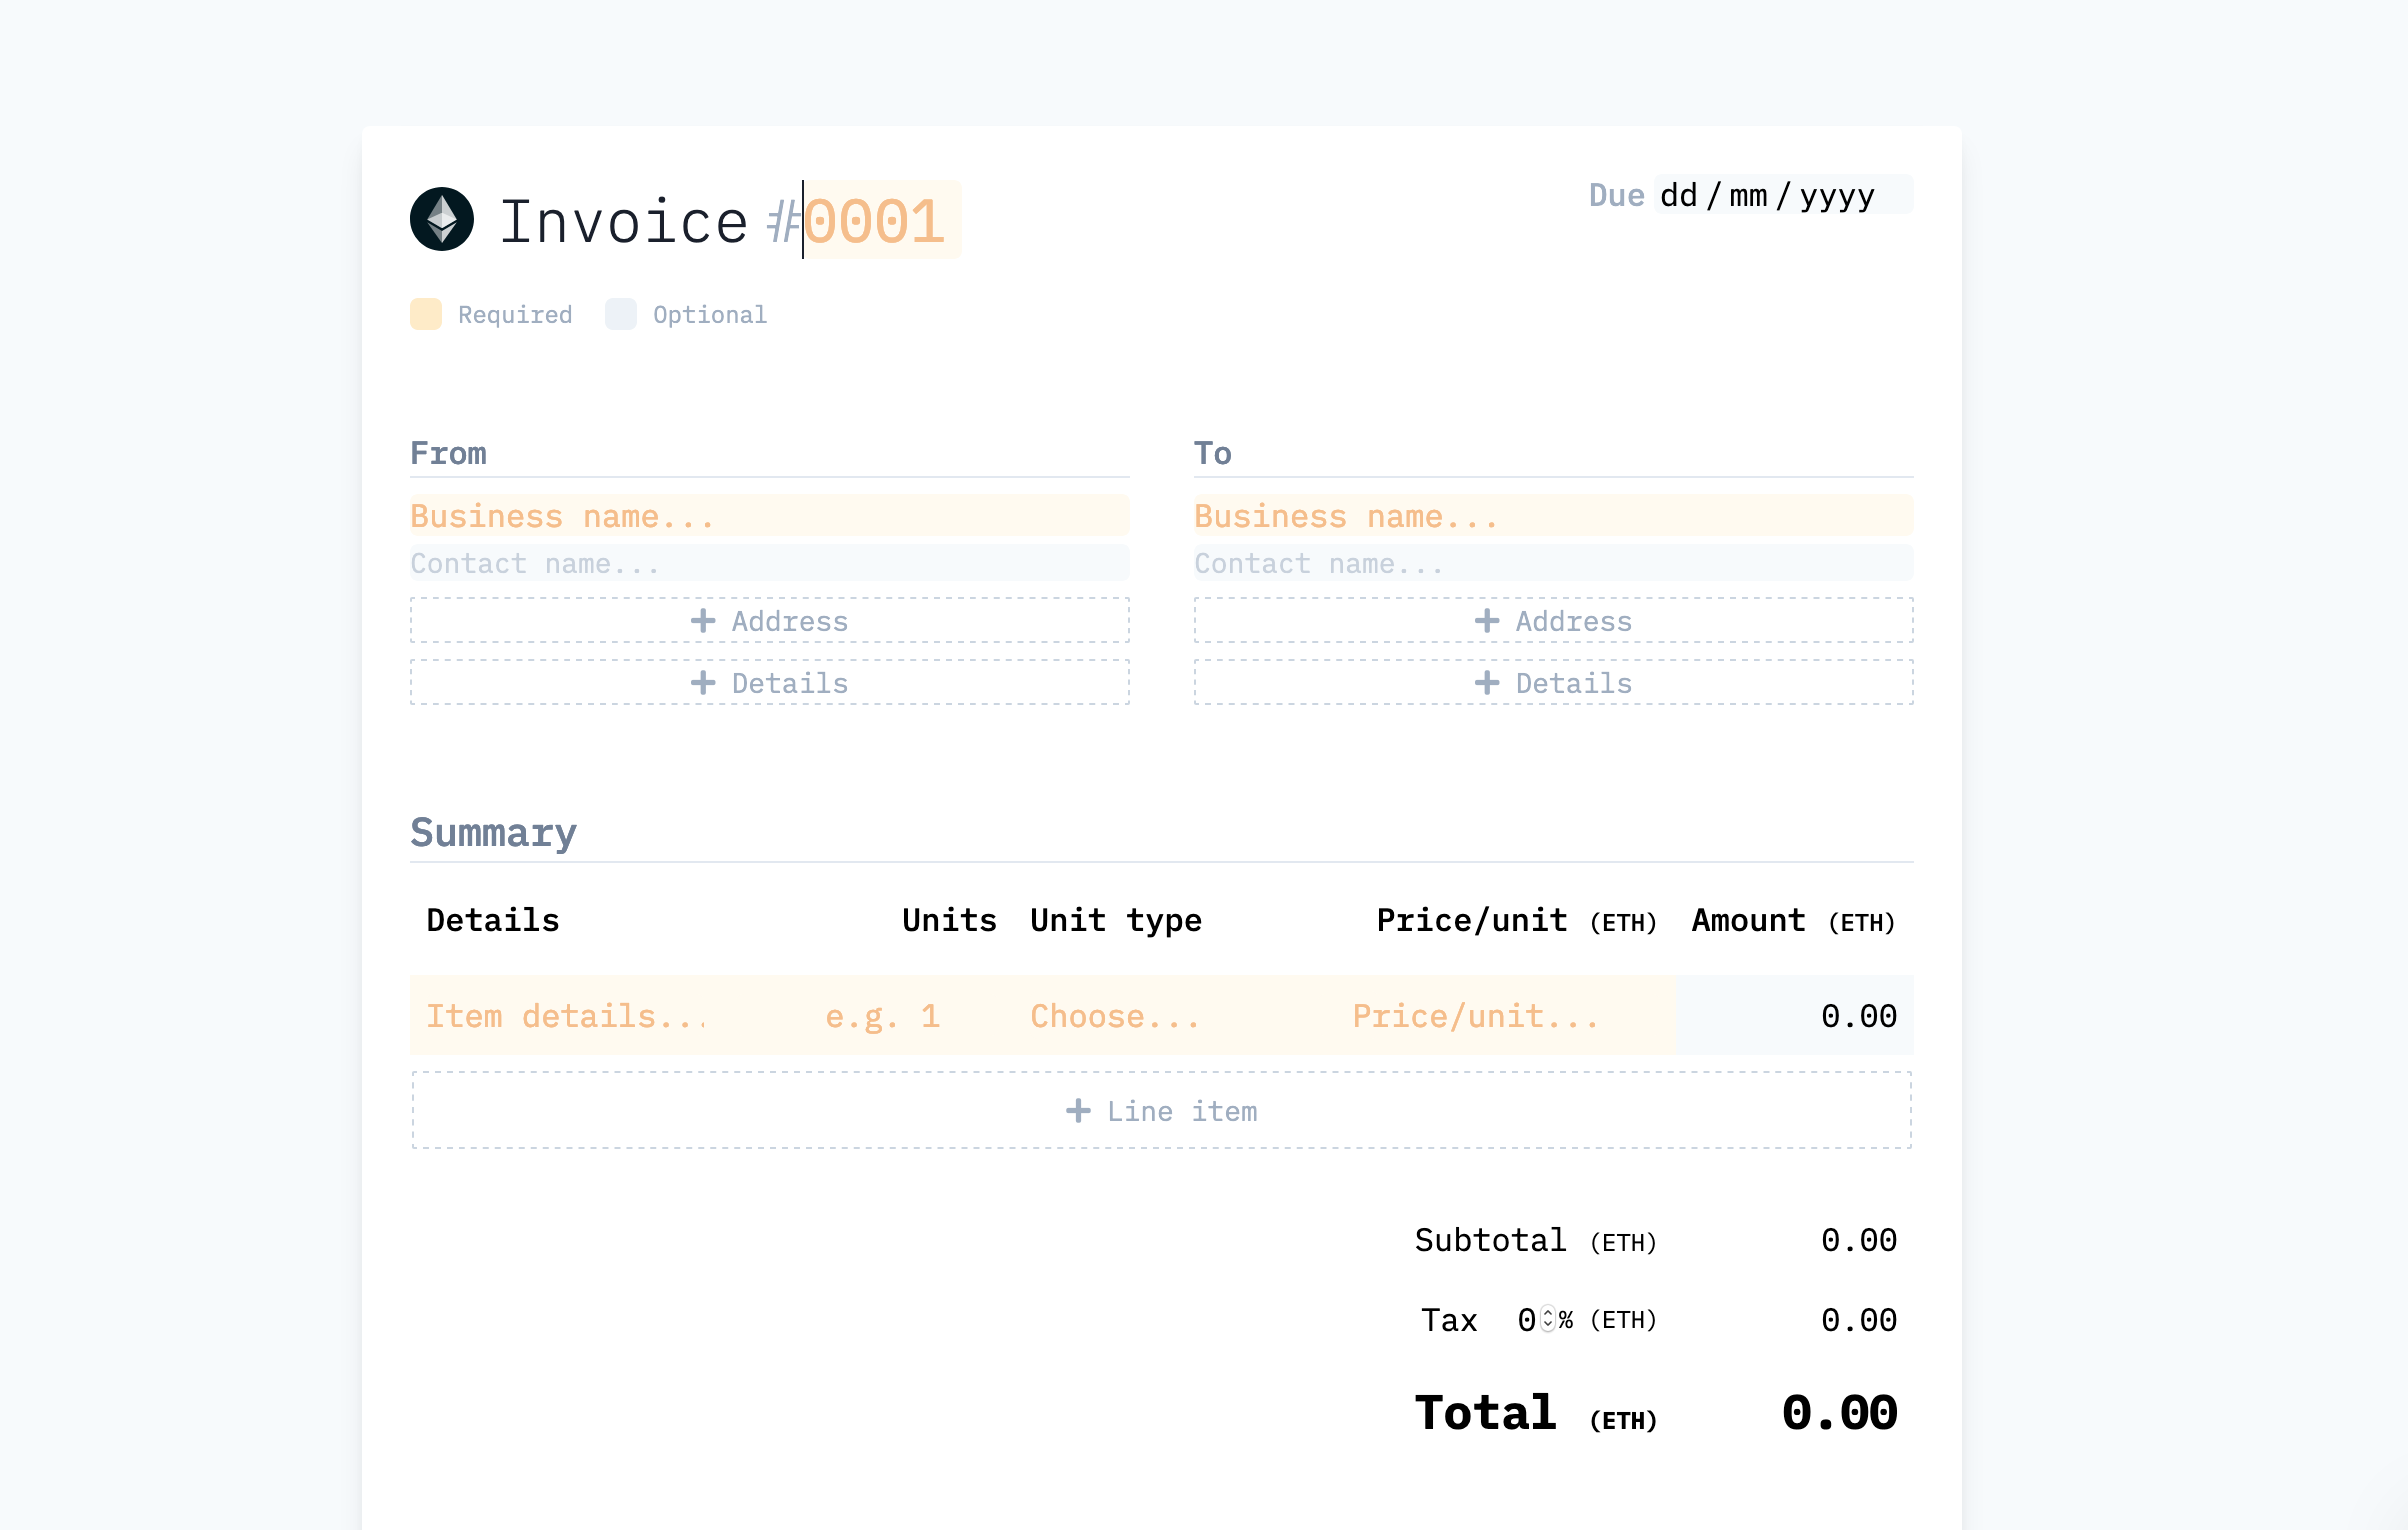 Invoice #0001
Due dd/mm/yyyy
Required Optional
From
Business name...
Contact name...
+ Address
+ Details
To
Business name...
Contact name...
+ Address
+ Details
Summary
Details Units Unit type Price/unit (ETH) Amount (ETH)
Item details... e.g. 1 Choose... Price/unit... 0.00
+ Line item
Subtotal (ETH) 0.00
Tax 0% (ETH) 0.00
Total (ETH) 0.00